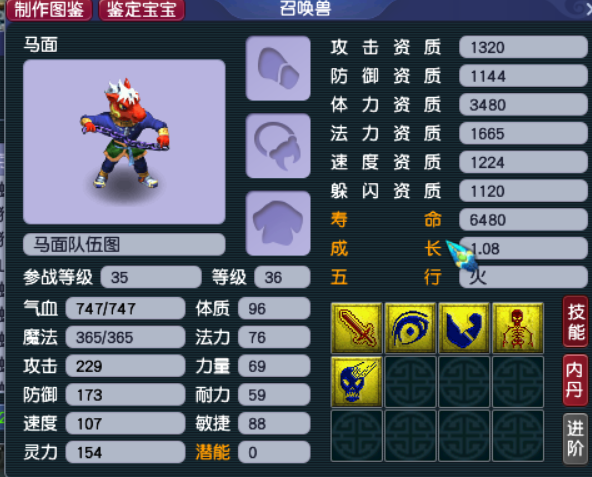 制作图鉴 鉴定宝宝 召唤兽
马面
马面队伍图
参战等级 35 等级 36
气血 747/747 体质 96
魔法 365/365 法力 76
攻击 229 力量 69
防御 173 耐力 59
速度 107 敏捷 88
灵力 154 潜能 0
攻击资质 1320
防御资质 1144
体力资质 3480
法力资质 1665
速度资质 1224
躲闪资质 1120
寿命 6480
成长 1.08
五行 火
技能
内丹
进阶